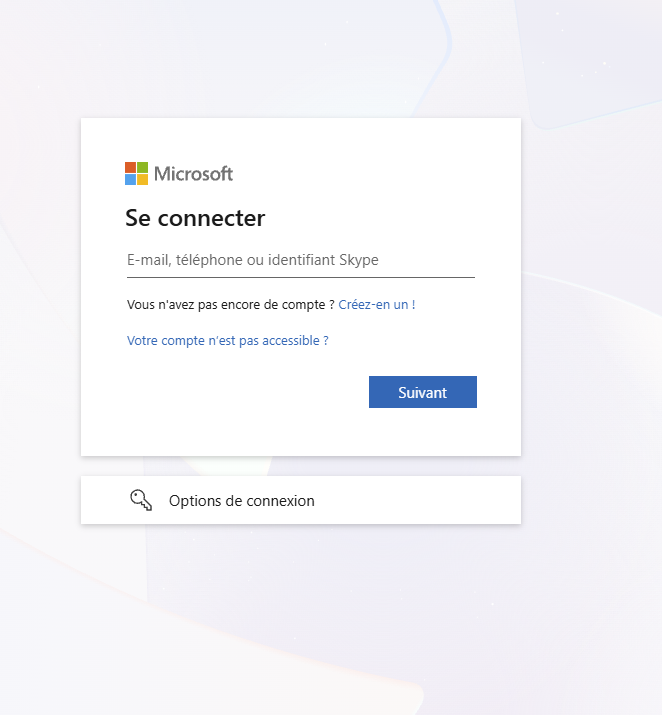 Microsoft
Se connecter
E-mail, téléphone ou identifiant Skype
Vous n'avez pas encore de compte ? Créez-en un !
Votre compte n'est pas accessible ?
Suivant
Options de connexion